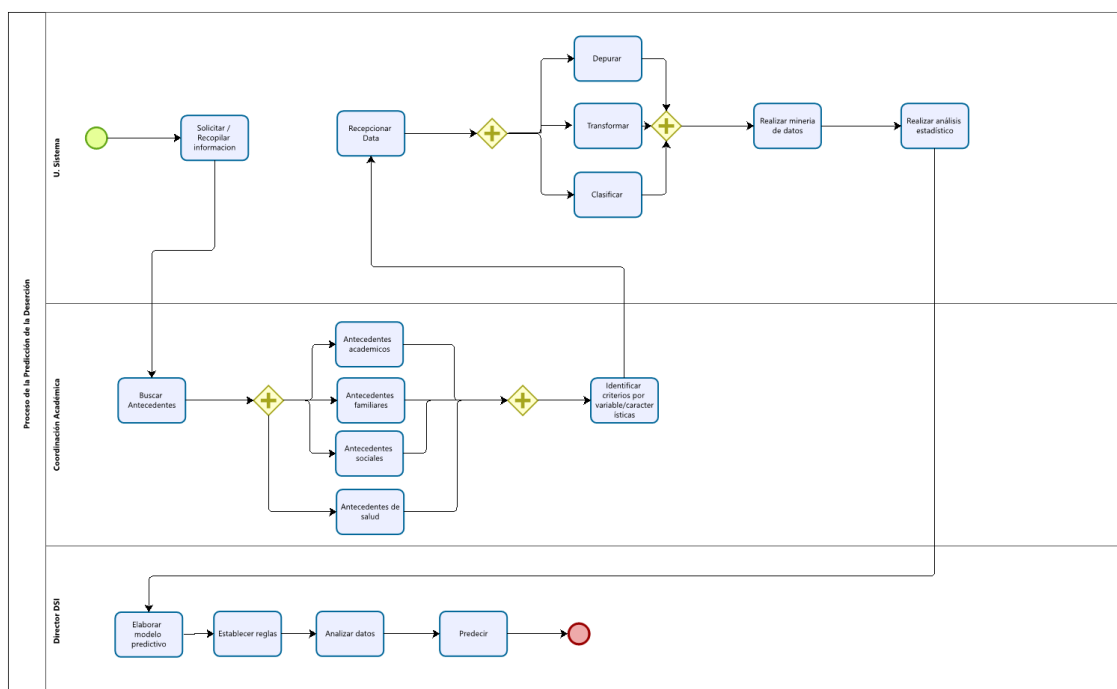 Proceso de la Predicción de la Deserción
U. Sistema
Solicitar /
Recopilar
informacion
Recepcionar
Data
Depurar
Transformar
Clasificar
Realizar mineria
de datos
Realizar análisis
estadístico
Coordinación Académica
Buscar
Antecedentes
Antecedentes
academicos
Antecedentes
familiares
Antecedentes
sociales
Antecedentes de
salud
Identificar
criterios por
variable/caracter
ísticas
Director DSI
Elaborar
modelo
predictivo
Establecer reglas
Analizar datos
Predecir